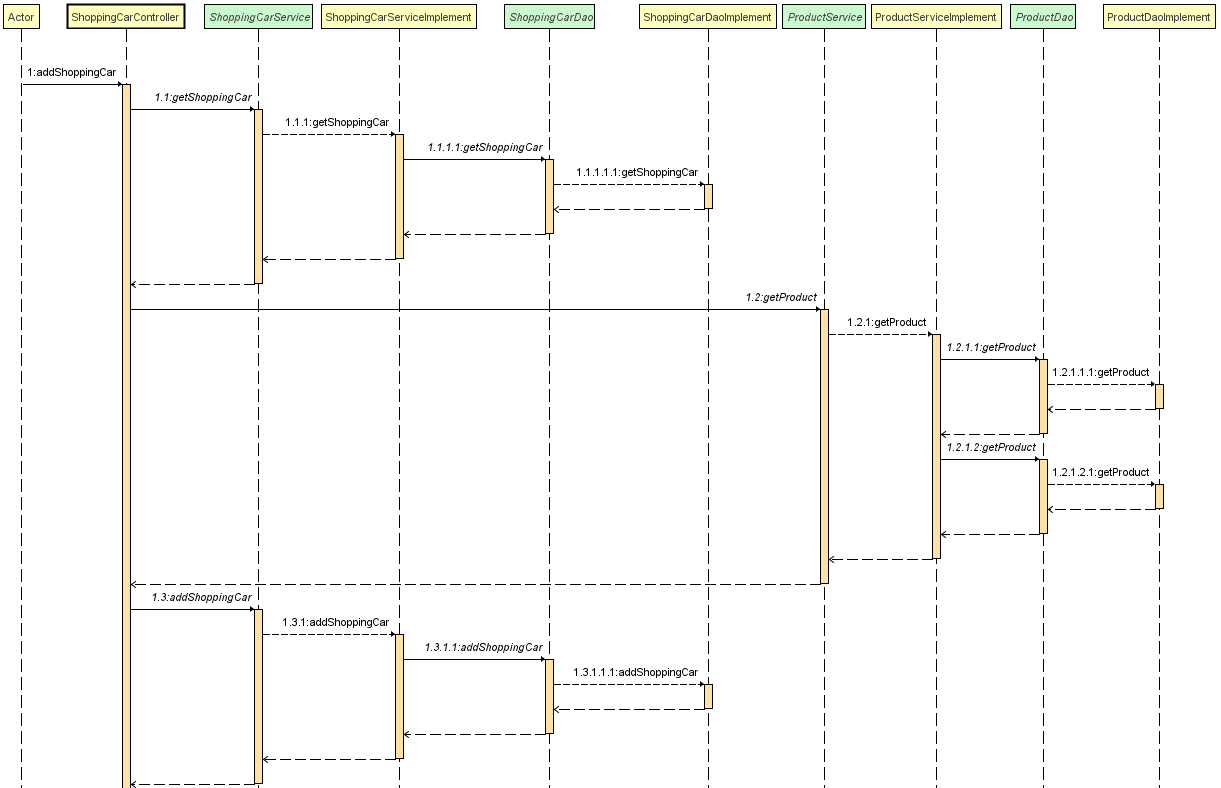 Actor ShoppingCarController ShoppingCarService ShoppingCarServiceImplement ShoppingCarDao ShoppingCarDaoImplement ProductService ProductServiceImplement ProductDao ProductDaoImplement
1:addShoppingCar
1.1:getShoppingCar
1.1.1:getShoppingCar
1.1.1.1:getShoppingCar
1.1.1.1.1:getShoppingCar
1.2:getProduct
1.2.1:getProduct
1.2.1.1:getProduct
1.2.1.1.1:getProduct
1.2.1.2:getProduct
1.2.1.2.1:getProduct
1.3:addShoppingCar
1.3.1:addShoppingCar
1.3.1.1:addShoppingCar
1.3.1.1.1:addShoppingCar